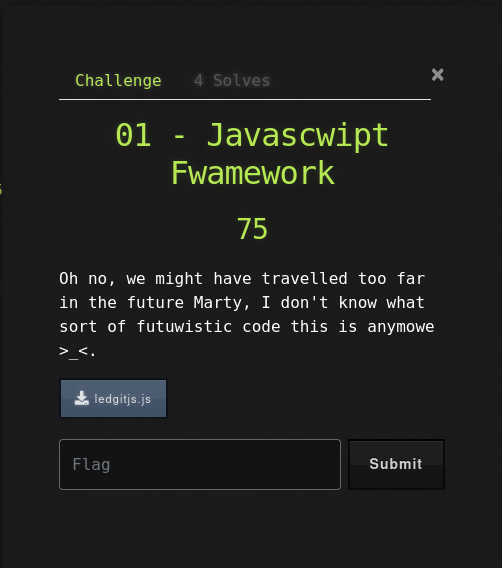 Challenge 4 Solves ×
01 - Javascwipt
Fwamework
75
Oh no, we might have travelled too far
in the future Marty, I don't know what
sort of futuwistic code this is anymowe
>_<.
ledgitjs.js
Flag Submit